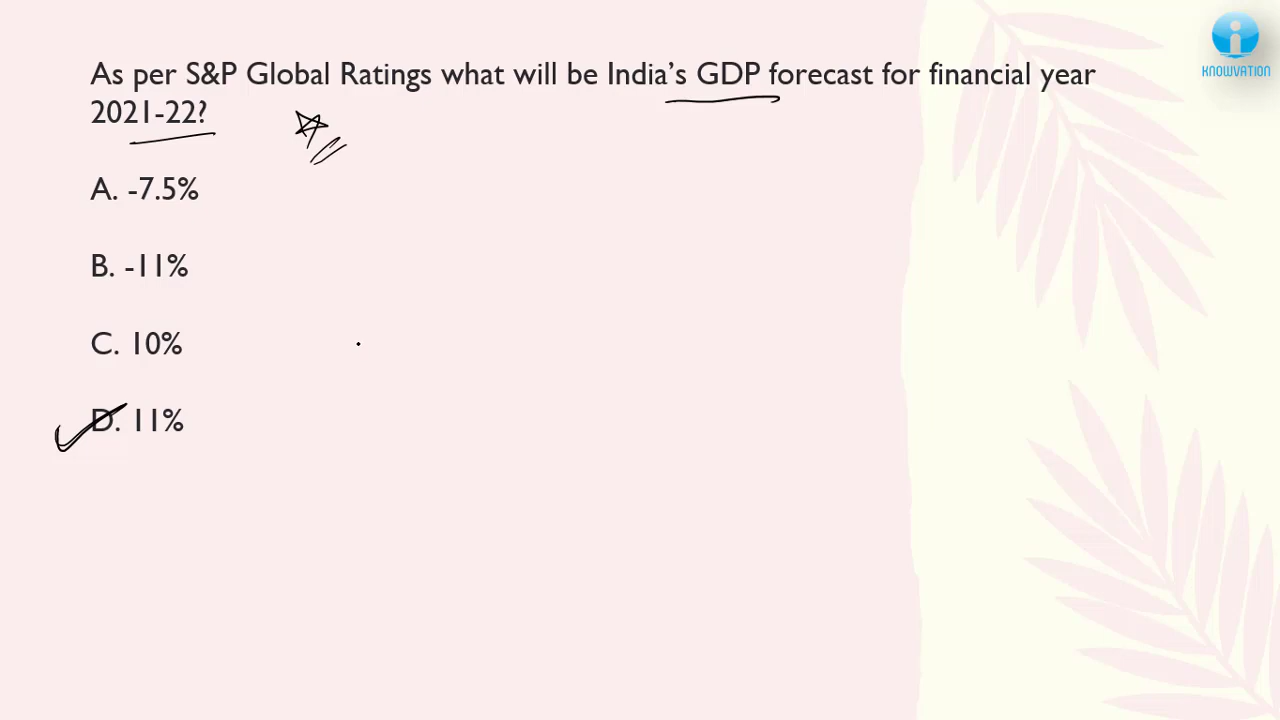 As per S&P Global Ratings what will be India's GDP forecast for financial year
2021-22?
A. -7.5%
B. -11%
C. 10%
D. 11%
KNOWVATION